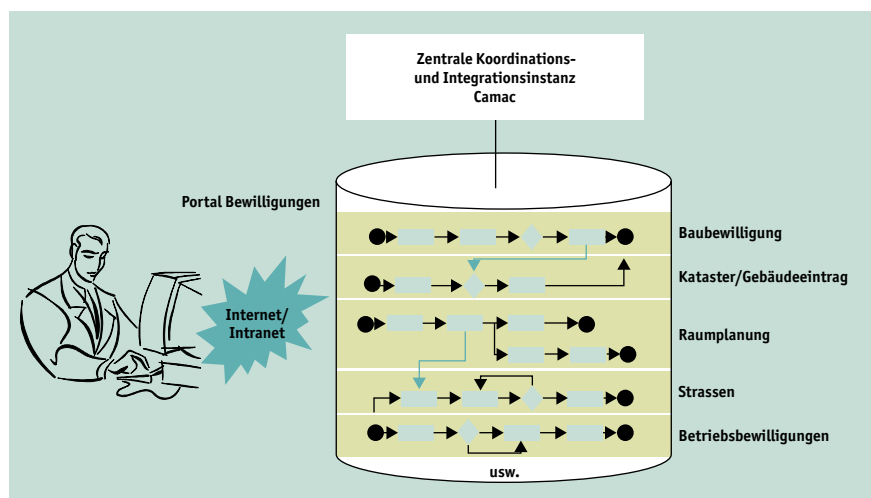 Zentrale Koordinations-
und Integrationsinstanz
Camac
Portal Bewilligungen
Internet/
Intranet
Baubewilligung
Kataster/Gebäudeeintrag
Raumplanung
Strassen
Betriebsbewilligungen
usw.